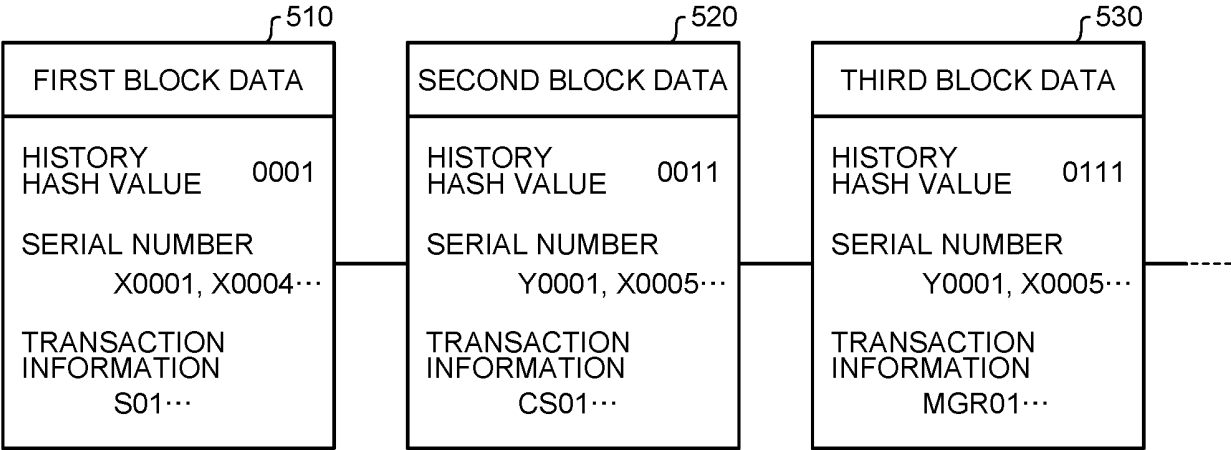 510
FIRST BLOCK DATA
HISTORY
HASH VALUE 0001
SERIAL NUMBER
X0001, X0004···
TRANSACTION
INFORMATION
S01···
520
SECOND BLOCK DATA
HISTORY
HASH VALUE 0011
SERIAL NUMBER
Y0001, X0005···
TRANSACTION
INFORMATION
CS01···
530
THIRD BLOCK DATA
HISTORY
HASH VALUE 0111
SERIAL NUMBER
Y0001, X0005···
TRANSACTION
INFORMATION
MGR01···